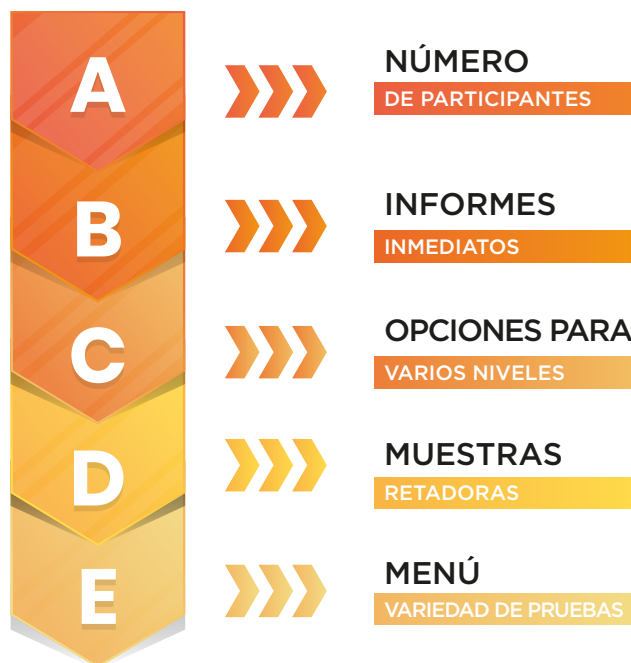 A
NÚMERO
DE PARTICIPANTES
B
INFORMES
INMEDIATOS
C
OPCIONES PARA
VARIOS NIVELES
D
MUESTRAS
RETADORAS
E
MENÚ
VARIEDAD DE PRUEBAS